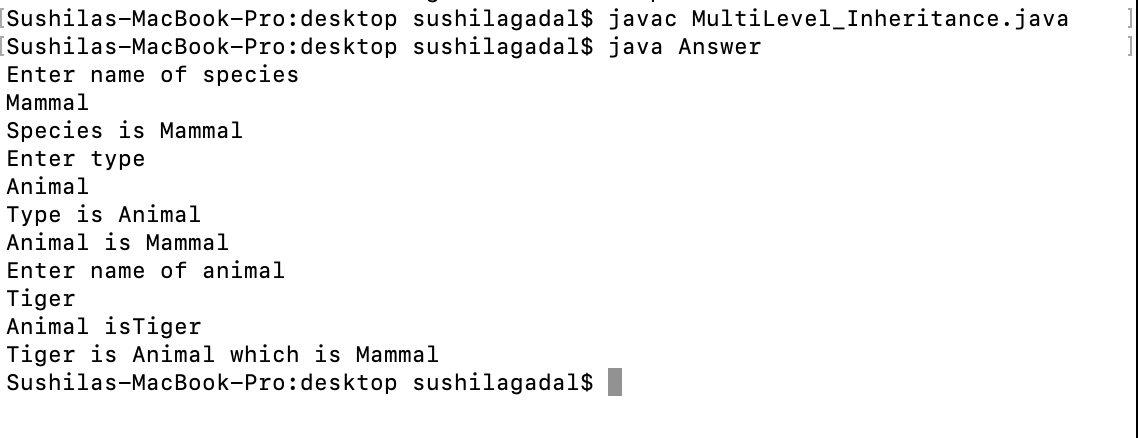 [Sushilas-MacBook-Pro:desktop sushilagadal$ javac MultiLevel_Inheritance.java ]
[Sushilas-MacBook-Pro:desktop sushilagadal$ java Answer ]
Enter name of species
Mammal
Species is Mammal
Enter type
Animal
Type is Animal
Animal is Mammal
Enter name of animal
Tiger
Animal isTiger
Tiger is Animal which is Mammal
Sushilas-MacBook-Pro:desktop sushilagadal$